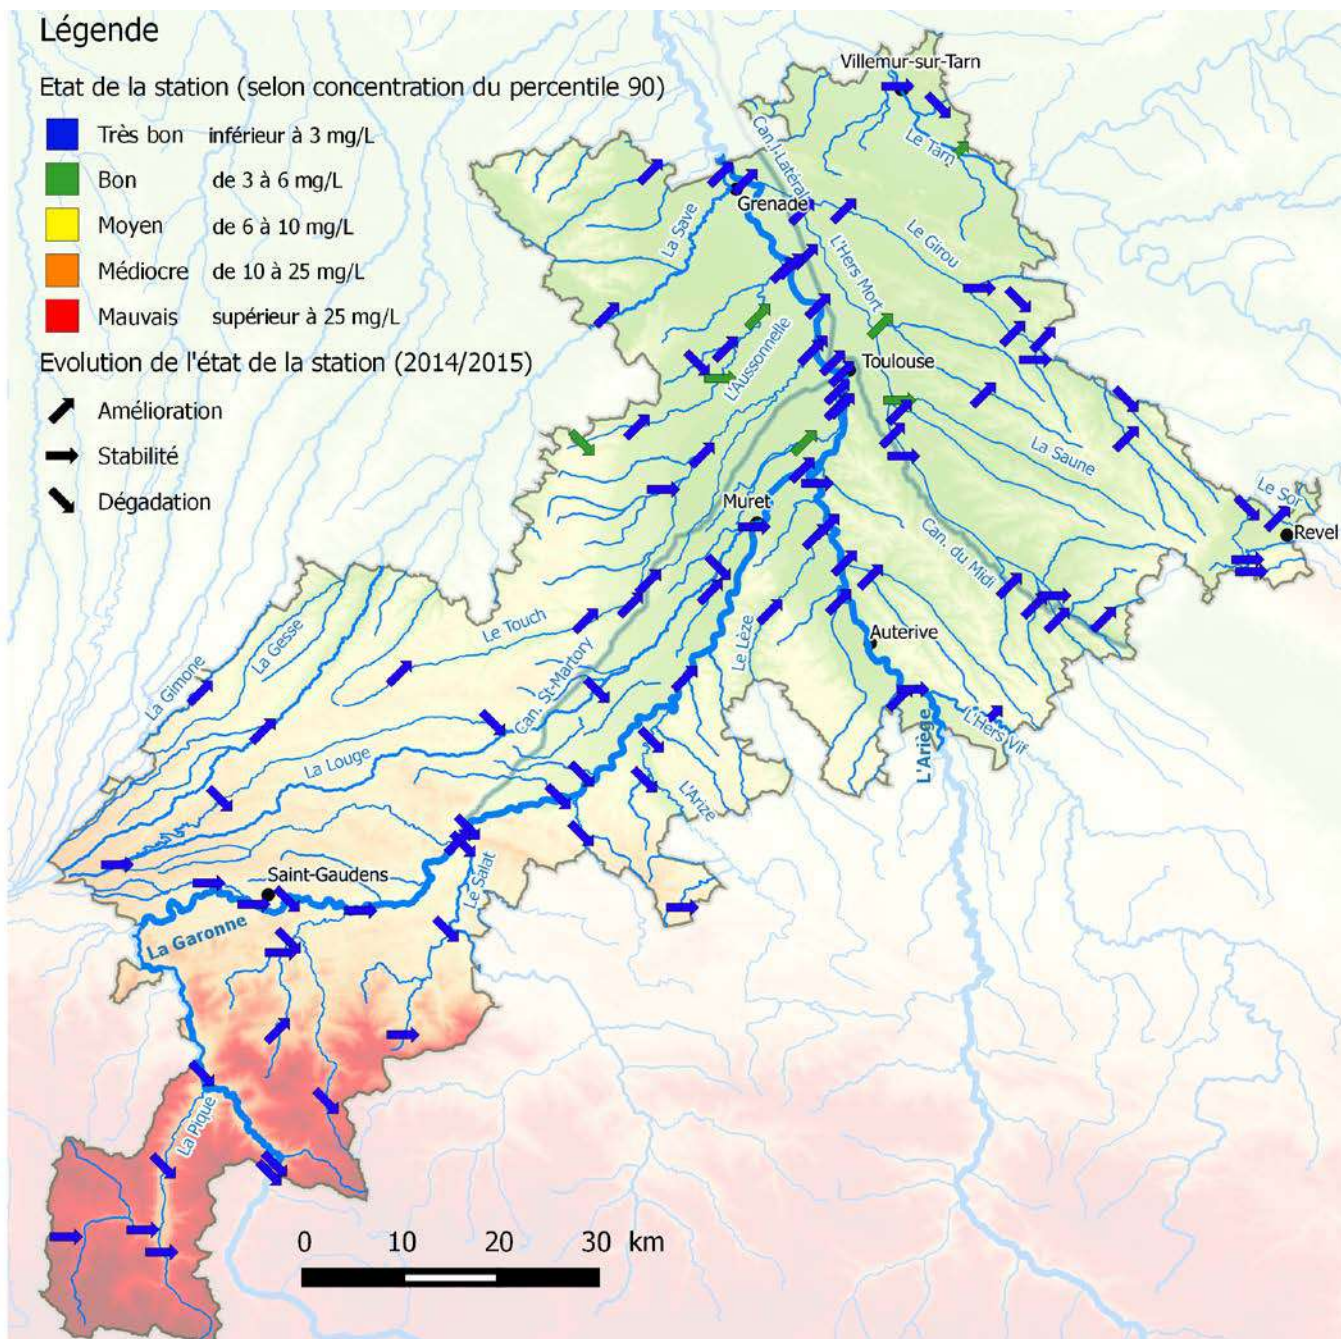 Légende
Etat de la station (selon concentration du percentile 90)
Très bon inférieur à 3 mg/L
Bon de 3 à 6 mg/L
Moyen de 6 à 10 mg/L
Médiocre de 10 à 25 mg/L
Mauvais supérieur à 25 mg/L
Evolution de l'état de la station (2014/2015)
Amélioration
Stabilité
Dégadation
Villemur-sur-Tarn
Le Tarn
Can. l-Latéral
Grenade
La Save
Le Girou
L'Hers Mort
L'Aussonnelle
Toulouse
La Saune
Le Sor
Revel
Muret
Can. du Midi
Le Touch
Auterive
Le Lèze
La Gesse
La Gimone
Can. St-Martory
L'Hers Vif
L'Ariège
La Louge
L'Arize
Saint-Gaudens
Le Salat
La Garonne
La Pique
0 10 20 30 km